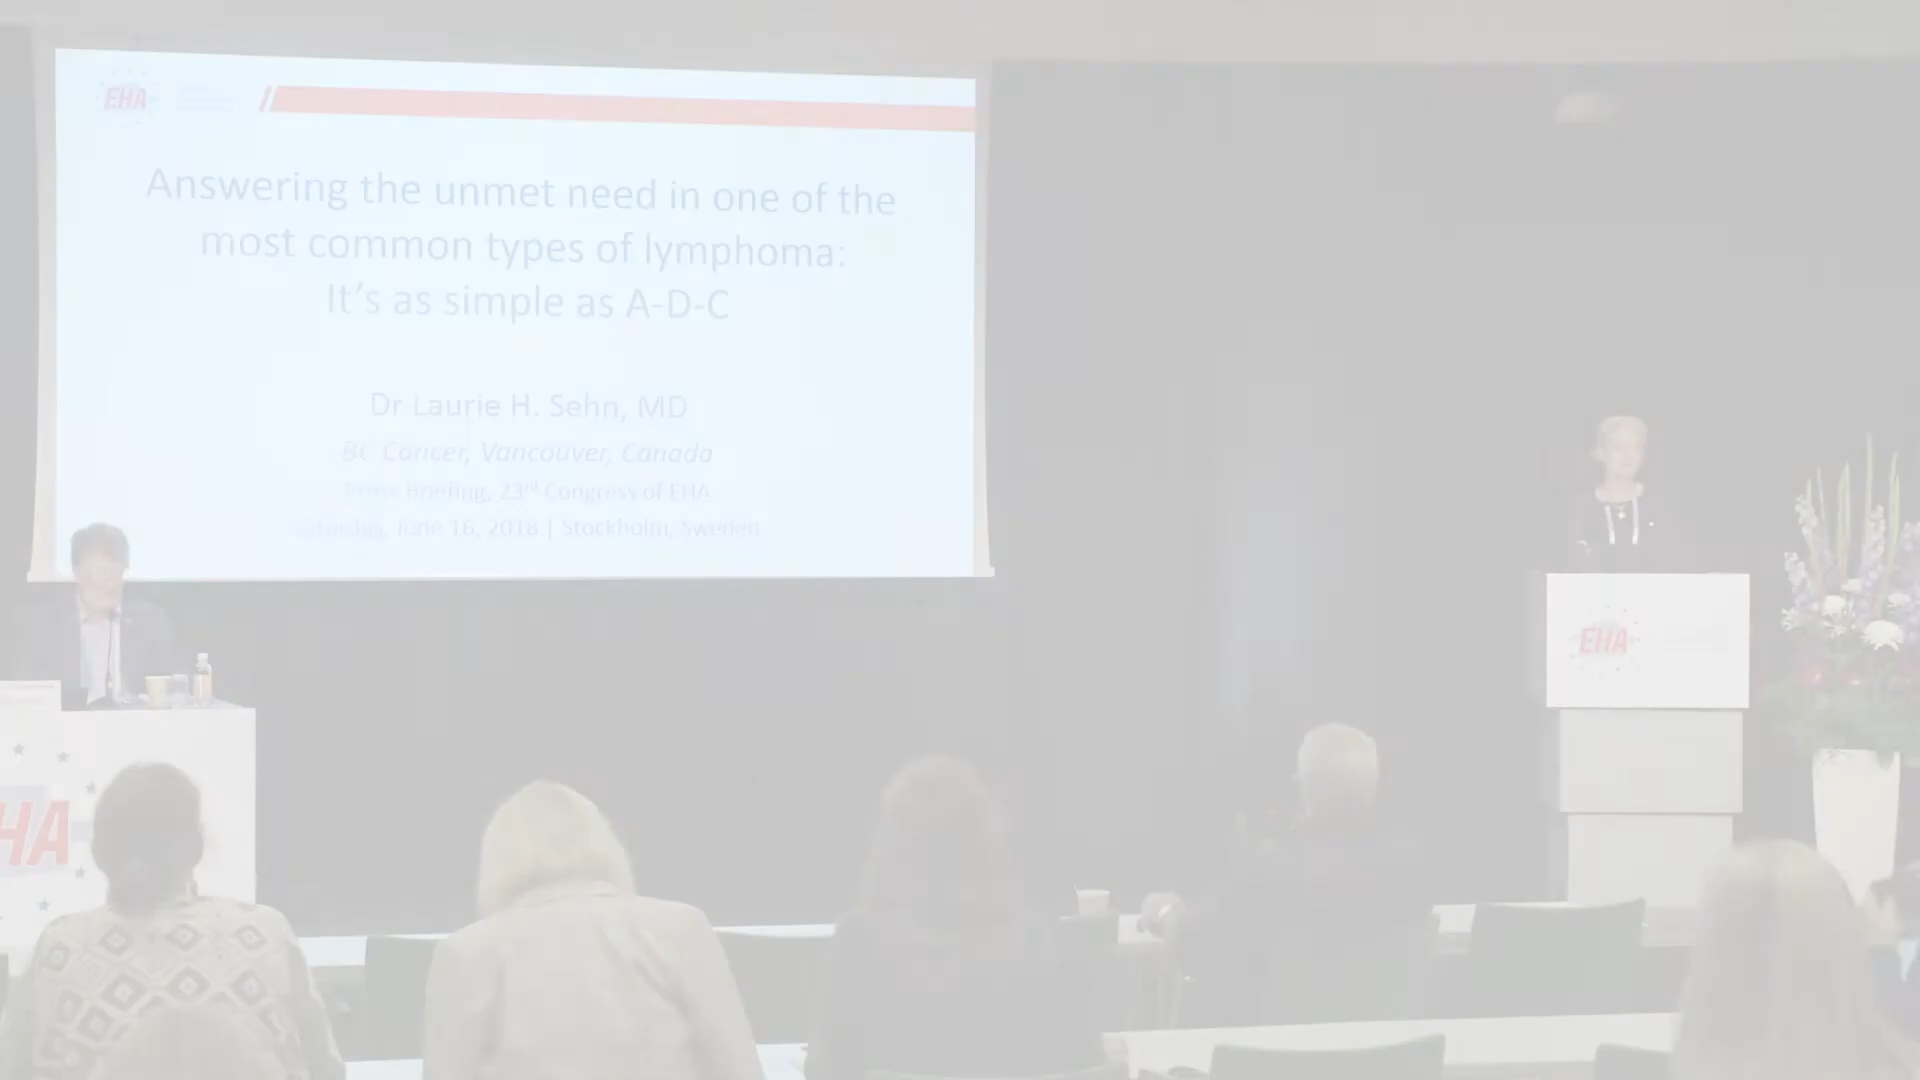 EHA
Answering the unmet need in one of the
most common types of lymphoma:
It's as simple as A-D-C
Dr Laurie H. Sehn, MD
BC Cancer, Vancouver, Canada
Press Briefing, 23rd Congress of EHA
Saturday, June 16, 2018 | Stockholm, Sweden
EHA
HA